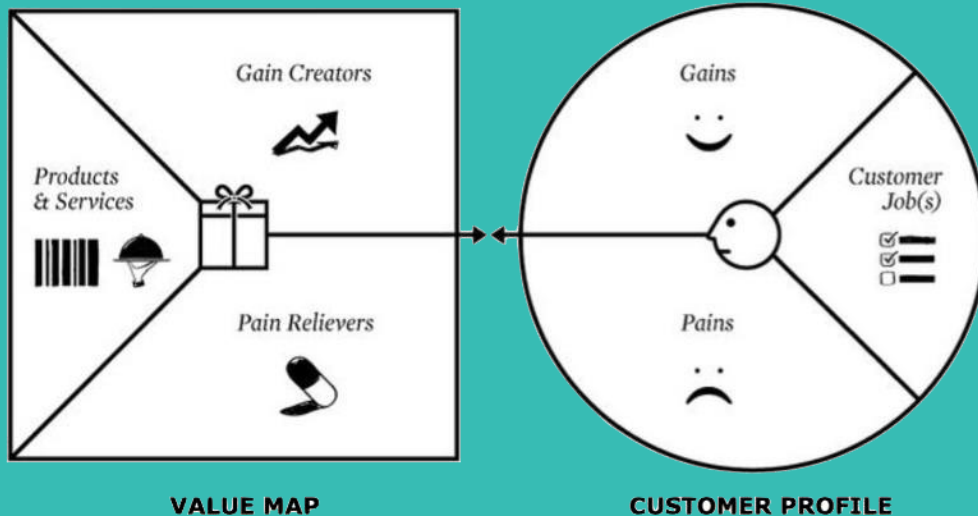 Gain Creators
Products
& Services
Pain Relievers
VALUE MAP
Gains
Customer
Job(s)
Pains
CUSTOMER PROFILE